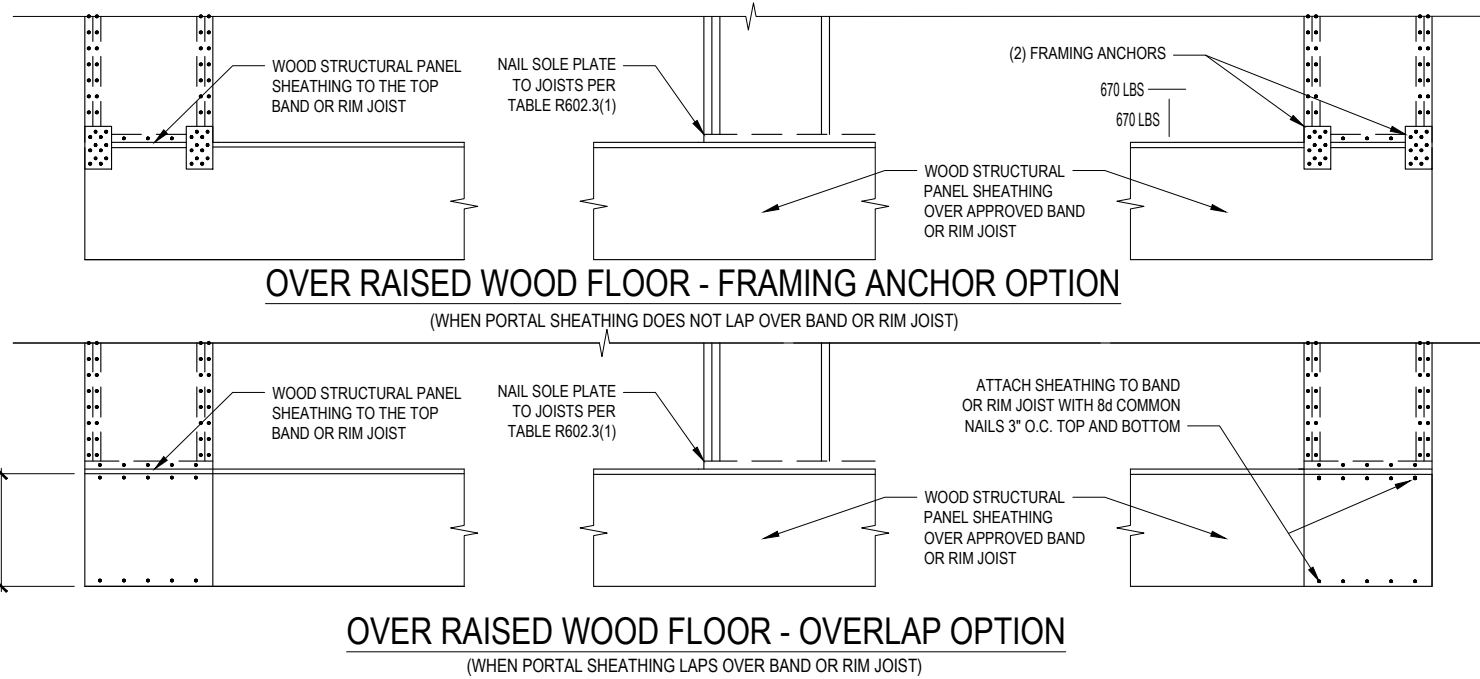 WOOD STRUCTURAL PANEL
SHEATHING TO THE TOP
BAND OR RIM JOIST
NAIL SOLE PLATE
TO JOISTS PER
TABLE R602.3(1)
(2) FRAMING ANCHORS
670 LBS
670 LBS
WOOD STRUCTURAL
PANEL SHEATHING
OVER APPROVED BAND
OR RIM JOIST
OVER RAISED WOOD FLOOR - FRAMING ANCHOR OPTION
(WHEN PORTAL SHEATHING DOES NOT LAP OVER BAND OR RIM JOIST)
WOOD STRUCTURAL PANEL
SHEATHING TO THE TOP
BAND OR RIM JOIST
NAIL SOLE PLATE
TO JOISTS PER
TABLE R602.3(1)
ATTACH SHEATHING TO BAND
OR RIM JOIST WITH 8d COMMON
NAILS 3" O.C. TOP AND BOTTOM
WOOD STRUCTURAL
PANEL SHEATHING
OVER APPROVED BAND
OR RIM JOIST
OVER RAISED WOOD FLOOR - OVERLAP OPTION
(WHEN PORTAL SHEATHING LAPS OVER BAND OR RIM JOIST)